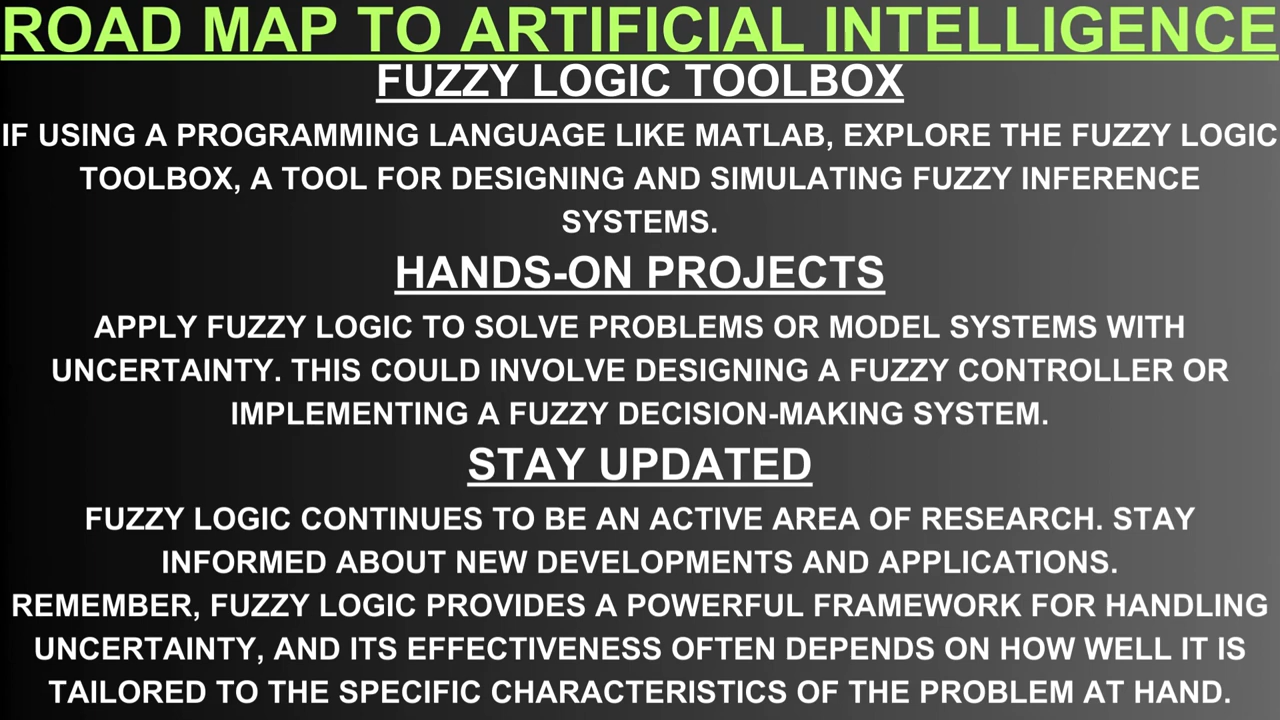 ROAD MAP TO ARTIFICIAL INTELLIGENCE
FUZZY LOGIC TOOLBOX
IF USING A PROGRAMMING LANGUAGE LIKE MATLAB, EXPLORE THE FUZZY LOGIC
TOOLBOX, A TOOL FOR DESIGNING AND SIMULATING FUZZY INFERENCE
SYSTEMS.
HANDS-ON PROJECTS
APPLY FUZZY LOGIC TO SOLVE PROBLEMS OR MODEL SYSTEMS WITH
UNCERTAINTY. THIS COULD INVOLVE DESIGNING A FUZZY CONTROLLER OR
IMPLEMENTING A FUZZY DECISION-MAKING SYSTEM.
STAY UPDATED
FUZZY LOGIC CONTINUES TO BE AN ACTIVE AREA OF RESEARCH. STAY
INFORMED ABOUT NEW DEVELOPMENTS AND APPLICATIONS.
REMEMBER, FUZZY LOGIC PROVIDES A POWERFUL FRAMEWORK FOR HANDLING
UNCERTAINTY, AND ITS EFFECTIVENESS OFTEN DEPENDS ON HOW WELL IT IS
TAILORED TO THE SPECIFIC CHARACTERISTICS OF THE PROBLEM AT HAND.